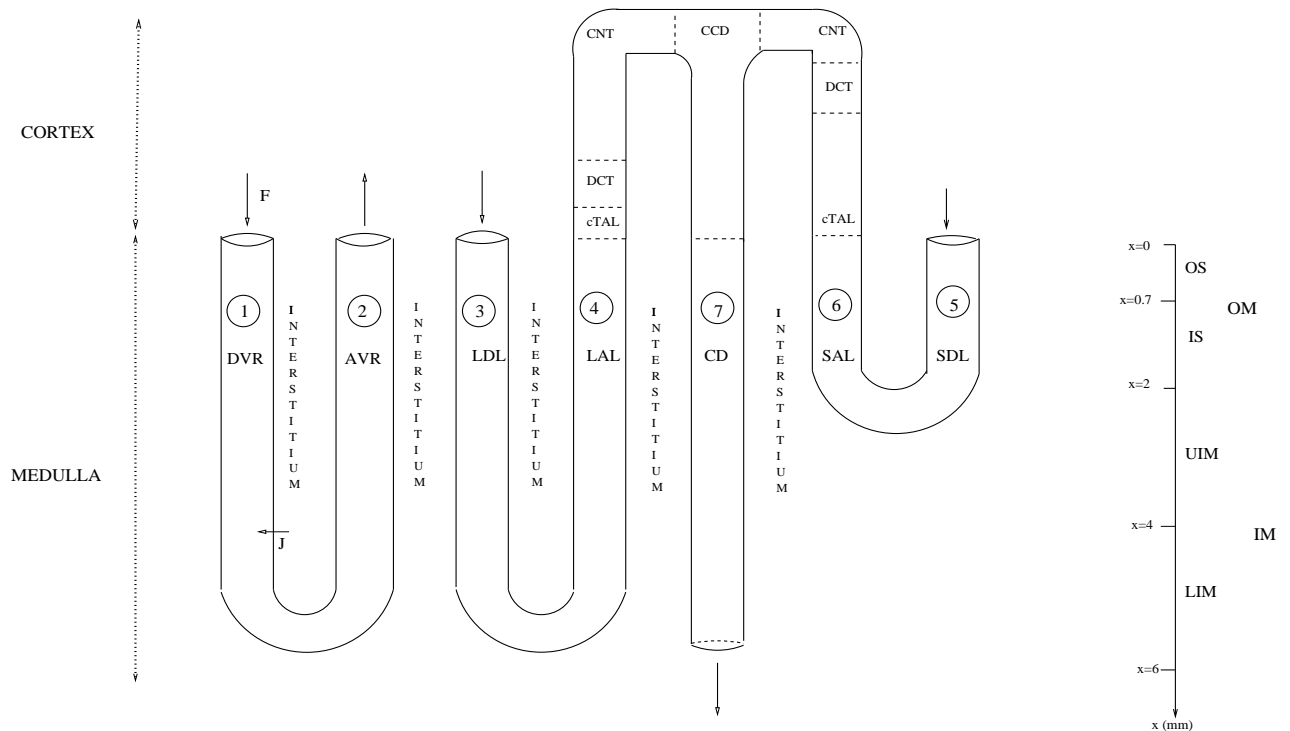 CNT
CCD
CNT
DCT
CORTEX
F
DCT
cTAL
cTAL
x=0
OS
1
2
3
4
7
6
5
x=0.7
OM
IS
DVR
AVR
LDL
LAL
CD
SAL
SDL
x=2
INTERSTITIUM
INTERSTITIUM
INTERSTITIUM
INTERSTITIUM
INTERSTITIUM
UIM
MEDULLA
x=4
J
IM
LIM
x=6
x (mm)